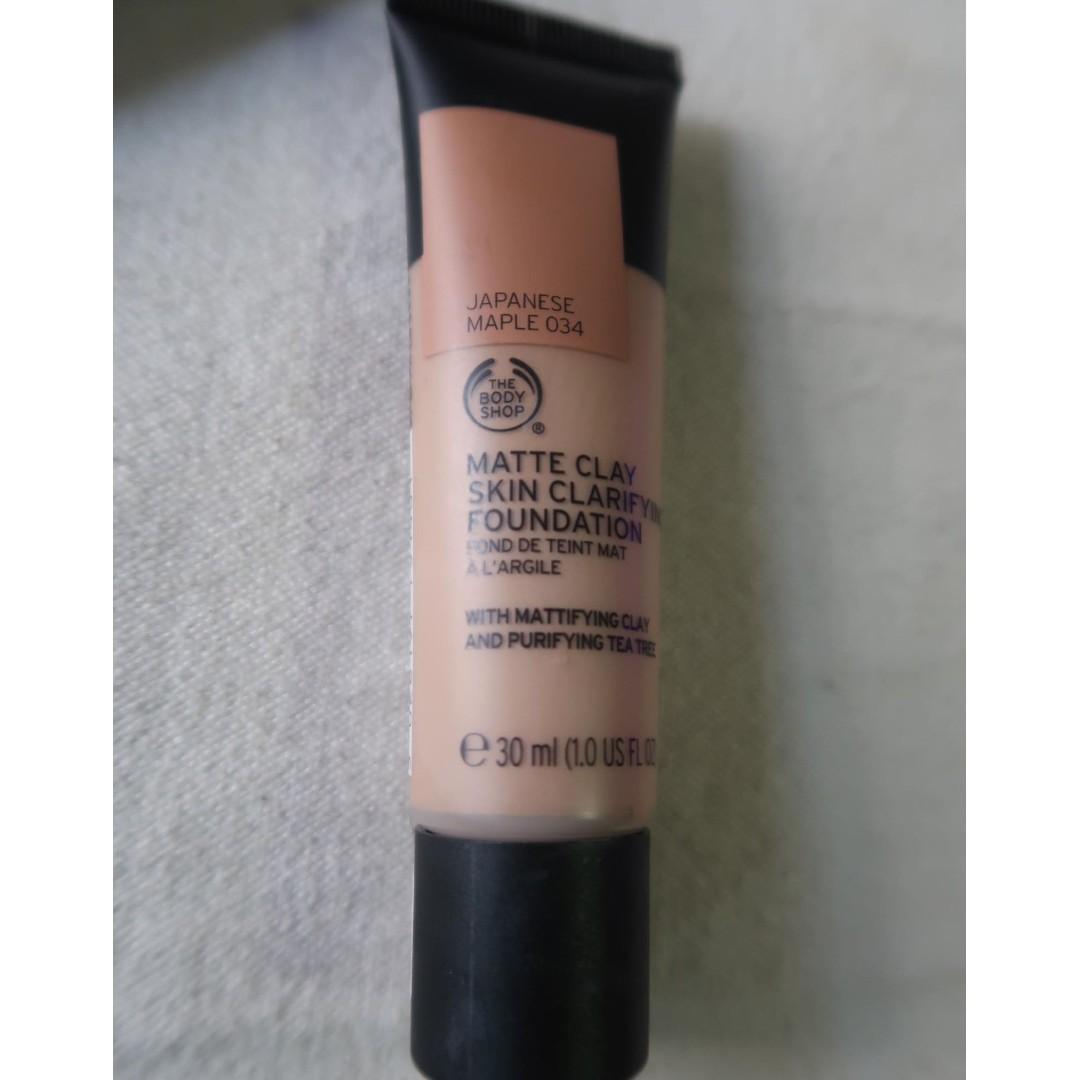 JAPANESE
MAPLE 034
THE
BODY
SHOP
®
MATTE CLAY
SKIN CLARIFYIN
FOUNDATION
FOND DE TEINT MAT
À L'ARGILE
WITH MATTIFYING CLAY
AND PURIFYING TEA TREE
℮ 30 ml (1.0 US FL OZ